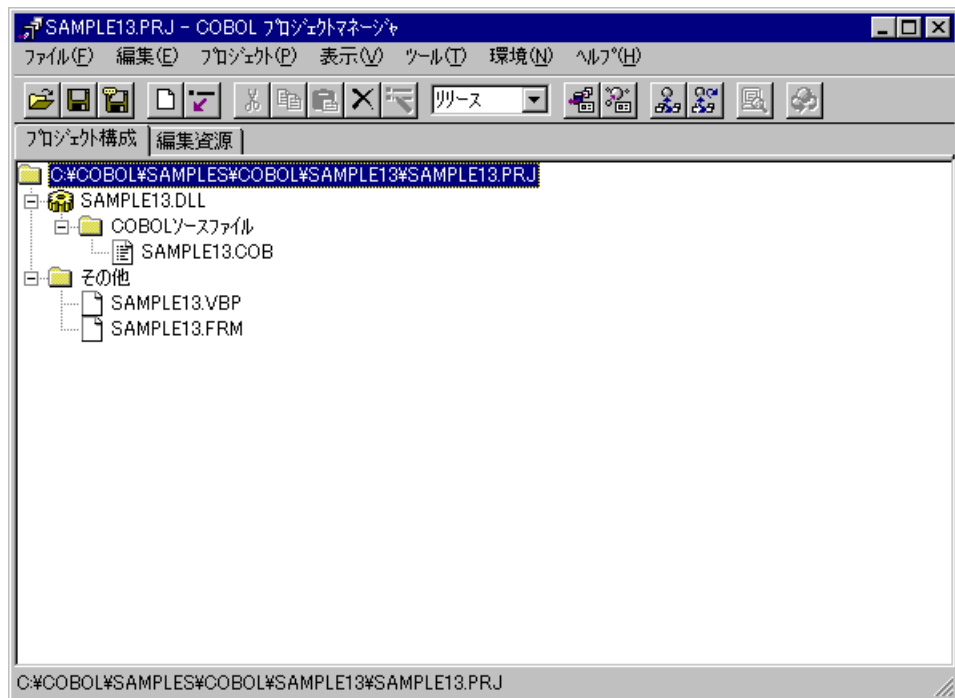 SAMPLE13.PRJ - COBOL ﾌﾟﾛｼﾞｪｸﾄﾏﾈｰｼﾞｬ
ﾌｧｲﾙ(F) 編集(E) ﾌﾟﾛｼﾞｪｸﾄ(P) 表示(V) ﾂｰﾙ(T) 環境(N) ﾍﾙﾌﾟ(H)
ﾘﾘｰｽ
ﾌﾟﾛｼﾞｪｸﾄ構成 編集資源
C:¥COBOL¥SAMPLES¥COBOL¥SAMPLE13¥SAMPLE13.PRJ
SAMPLE13.DLL
COBOLｿｰｽﾌｧｲﾙ
SAMPLE13.COB
その他
SAMPLE13.VBP
SAMPLE13.FRM
C:¥COBOL¥SAMPLES¥COBOL¥SAMPLE13¥SAMPLE13.PRJ